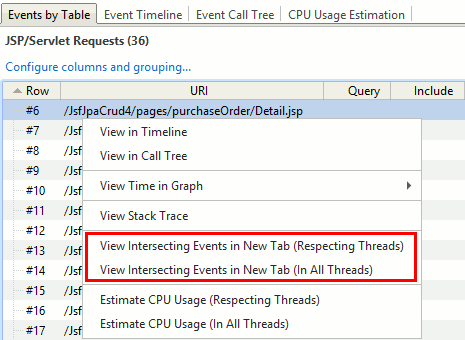 Events by Table Event Timeline Event Call Tree CPU Usage Estimation
JSP/Servlet Requests (36)
Configure columns and grouping...
Row URI Query Include
#6 /JsfJpaCrud4/pages/purchaseOrder/Detail.jsp
#7 /Jsf
View in Timeline
#8 /Jsf
View in Call Tree
#9 /Jsf
#10 /Jsf
View Time in Graph
#11 /Jsf
View Stack Trace
#12 /Jsf
#13 /Jsf
View Intersecting Events in New Tab (Respecting Threads)
#14 /Jsf
View Intersecting Events in New Tab (In All Threads)
#15 /Jsf
#16 /Jsf
Estimate CPU Usage (Respecting Threads)
#17 /Jsf
Estimate CPU Usage (In All Threads)